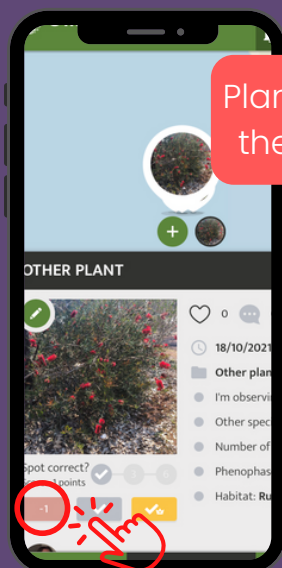 Plan
the
OTHER PLANT
0
18/10/2021
Other plan
I'm observi
Other spec
Number of
Phenophas
Habitat: Ru
Spot correct?
points
-1